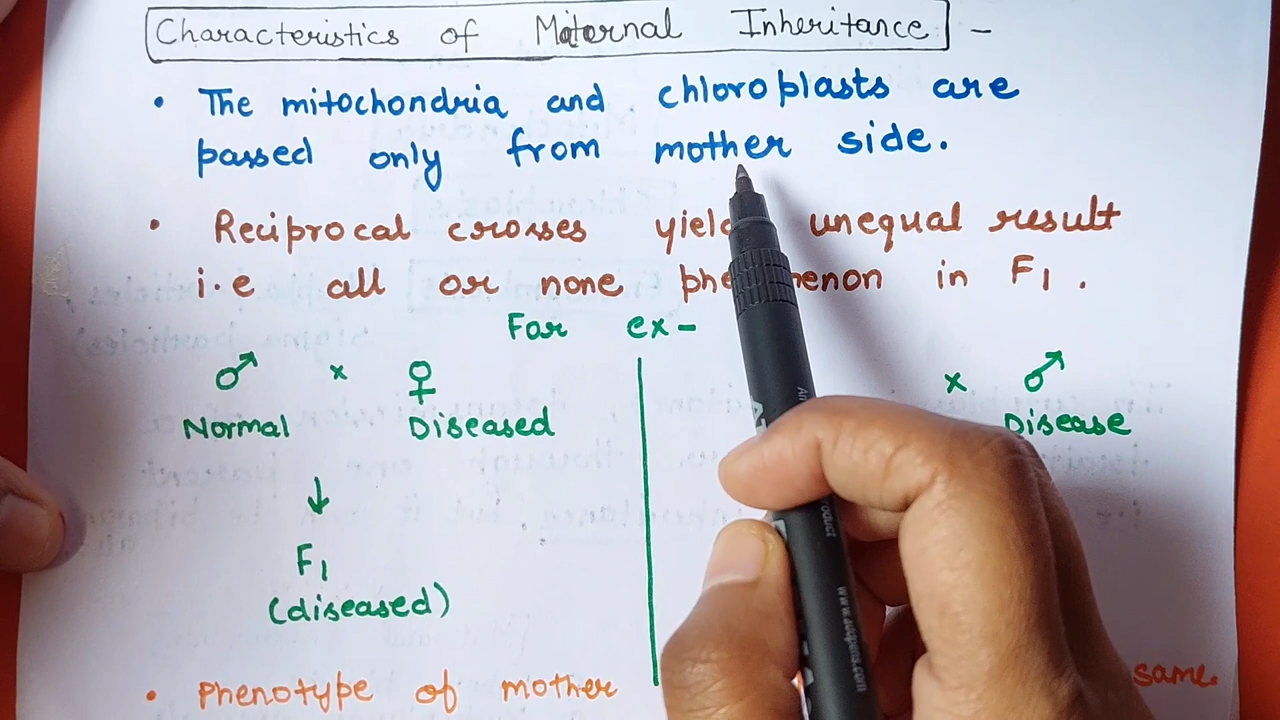 Characteristics of Maternal Inheritance -
• The mitochondria and chloroplasts are
passed only from mother side.
• Reciprocal crosses yield unequal result
i.e all or none phenomenon in F1 .
For ex-
♂ x ♀
Normal Diseased
↓
F1
(diseased)
x ♂
Disease
• Phenotype of mother
same.